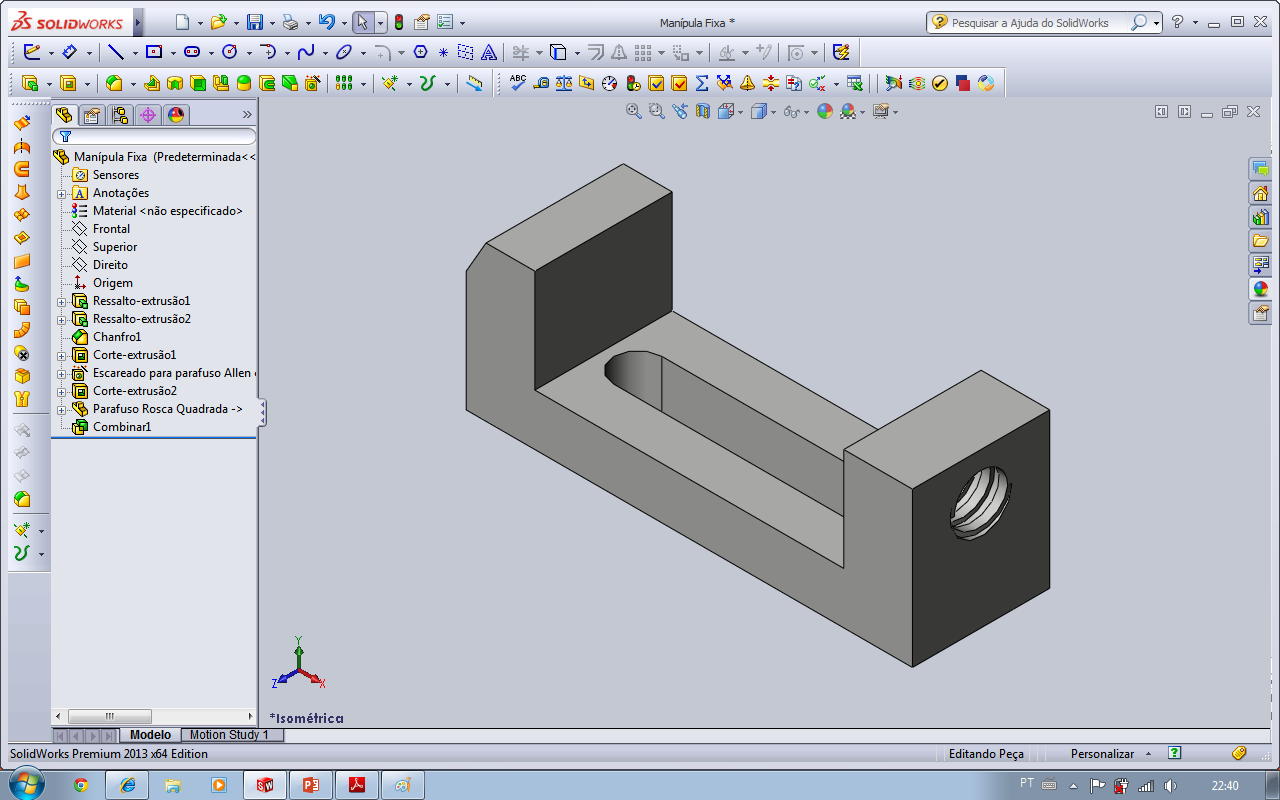 SOLIDWORKS
Manípula Fixa *
Pesquisar a Ajuda do SolidWorks
ABC
Manípula Fixa (Predeterminada<<
Sensores
Anotações
Material <não especificado>
Frontal
Superior
Direito
Origem
Ressalto-extrusão1
Ressalto-extrusão2
Chanfro1
Corte-extrusão1
Escareado para parafuso Allen
Corte-extrusão2
Parafuso Rosca Quadrada ->
Combinar1
Y
Z
X
*Isométrica
Modelo
Motion Study 1
SolidWorks Premium 2013 x64 Edition
Editando Peça
Personalizar
PT
22:40